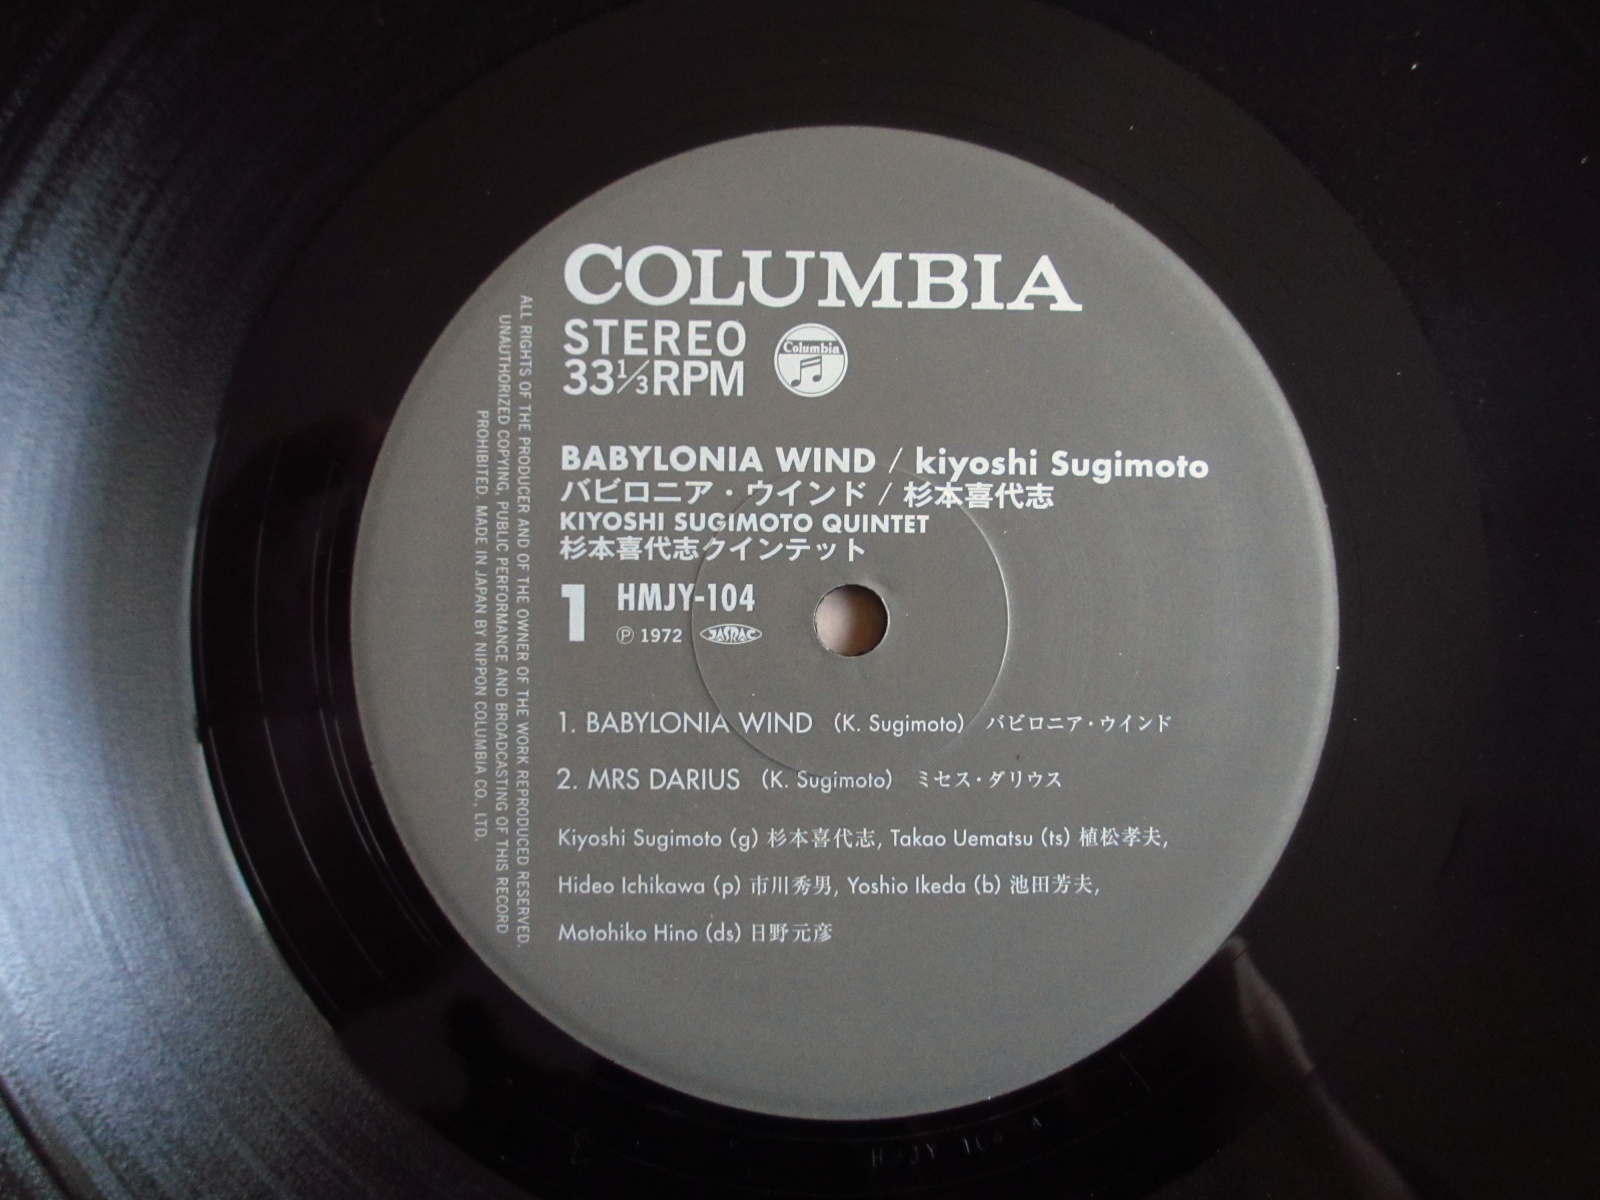 COLUMBIA
STEREO
33 1/3 RPM
Columbia
BABYLONIA WIND / kiyoshi Sugimoto
バビロニア・ウインド / 杉本喜代志
KIYOSHI SUGIMOTO QUINTET
杉本喜代志クインテット
1 HMJY-104
℗ 1972 JASRAC
1. BABYLONIA WIND (K. Sugimoto) バビロニア・ウインド
2. MRS DARIUS (K. Sugimoto) ミセス・ダリウス
Kiyoshi Sugimoto (g) 杉本喜代志, Takao Uematsu (ts) 植松孝夫,
Hideo Ichikawa (p) 市川秀男, Yoshio Ikeda (b) 池田芳夫,
Motohiko Hino (ds) 日野元彦
ALL RIGHTS OF THE PRODUCER AND OF THE OWNER OF THE WORK REPRODUCED RESERVED.
UNAUTHORIZED COPYING, PUBLIC PERFORMANCE AND BROADCASTING OF THIS RECORD
PROHIBITED. MADE IN JAPAN BY NIPPON COLUMBIA CO., LTD.